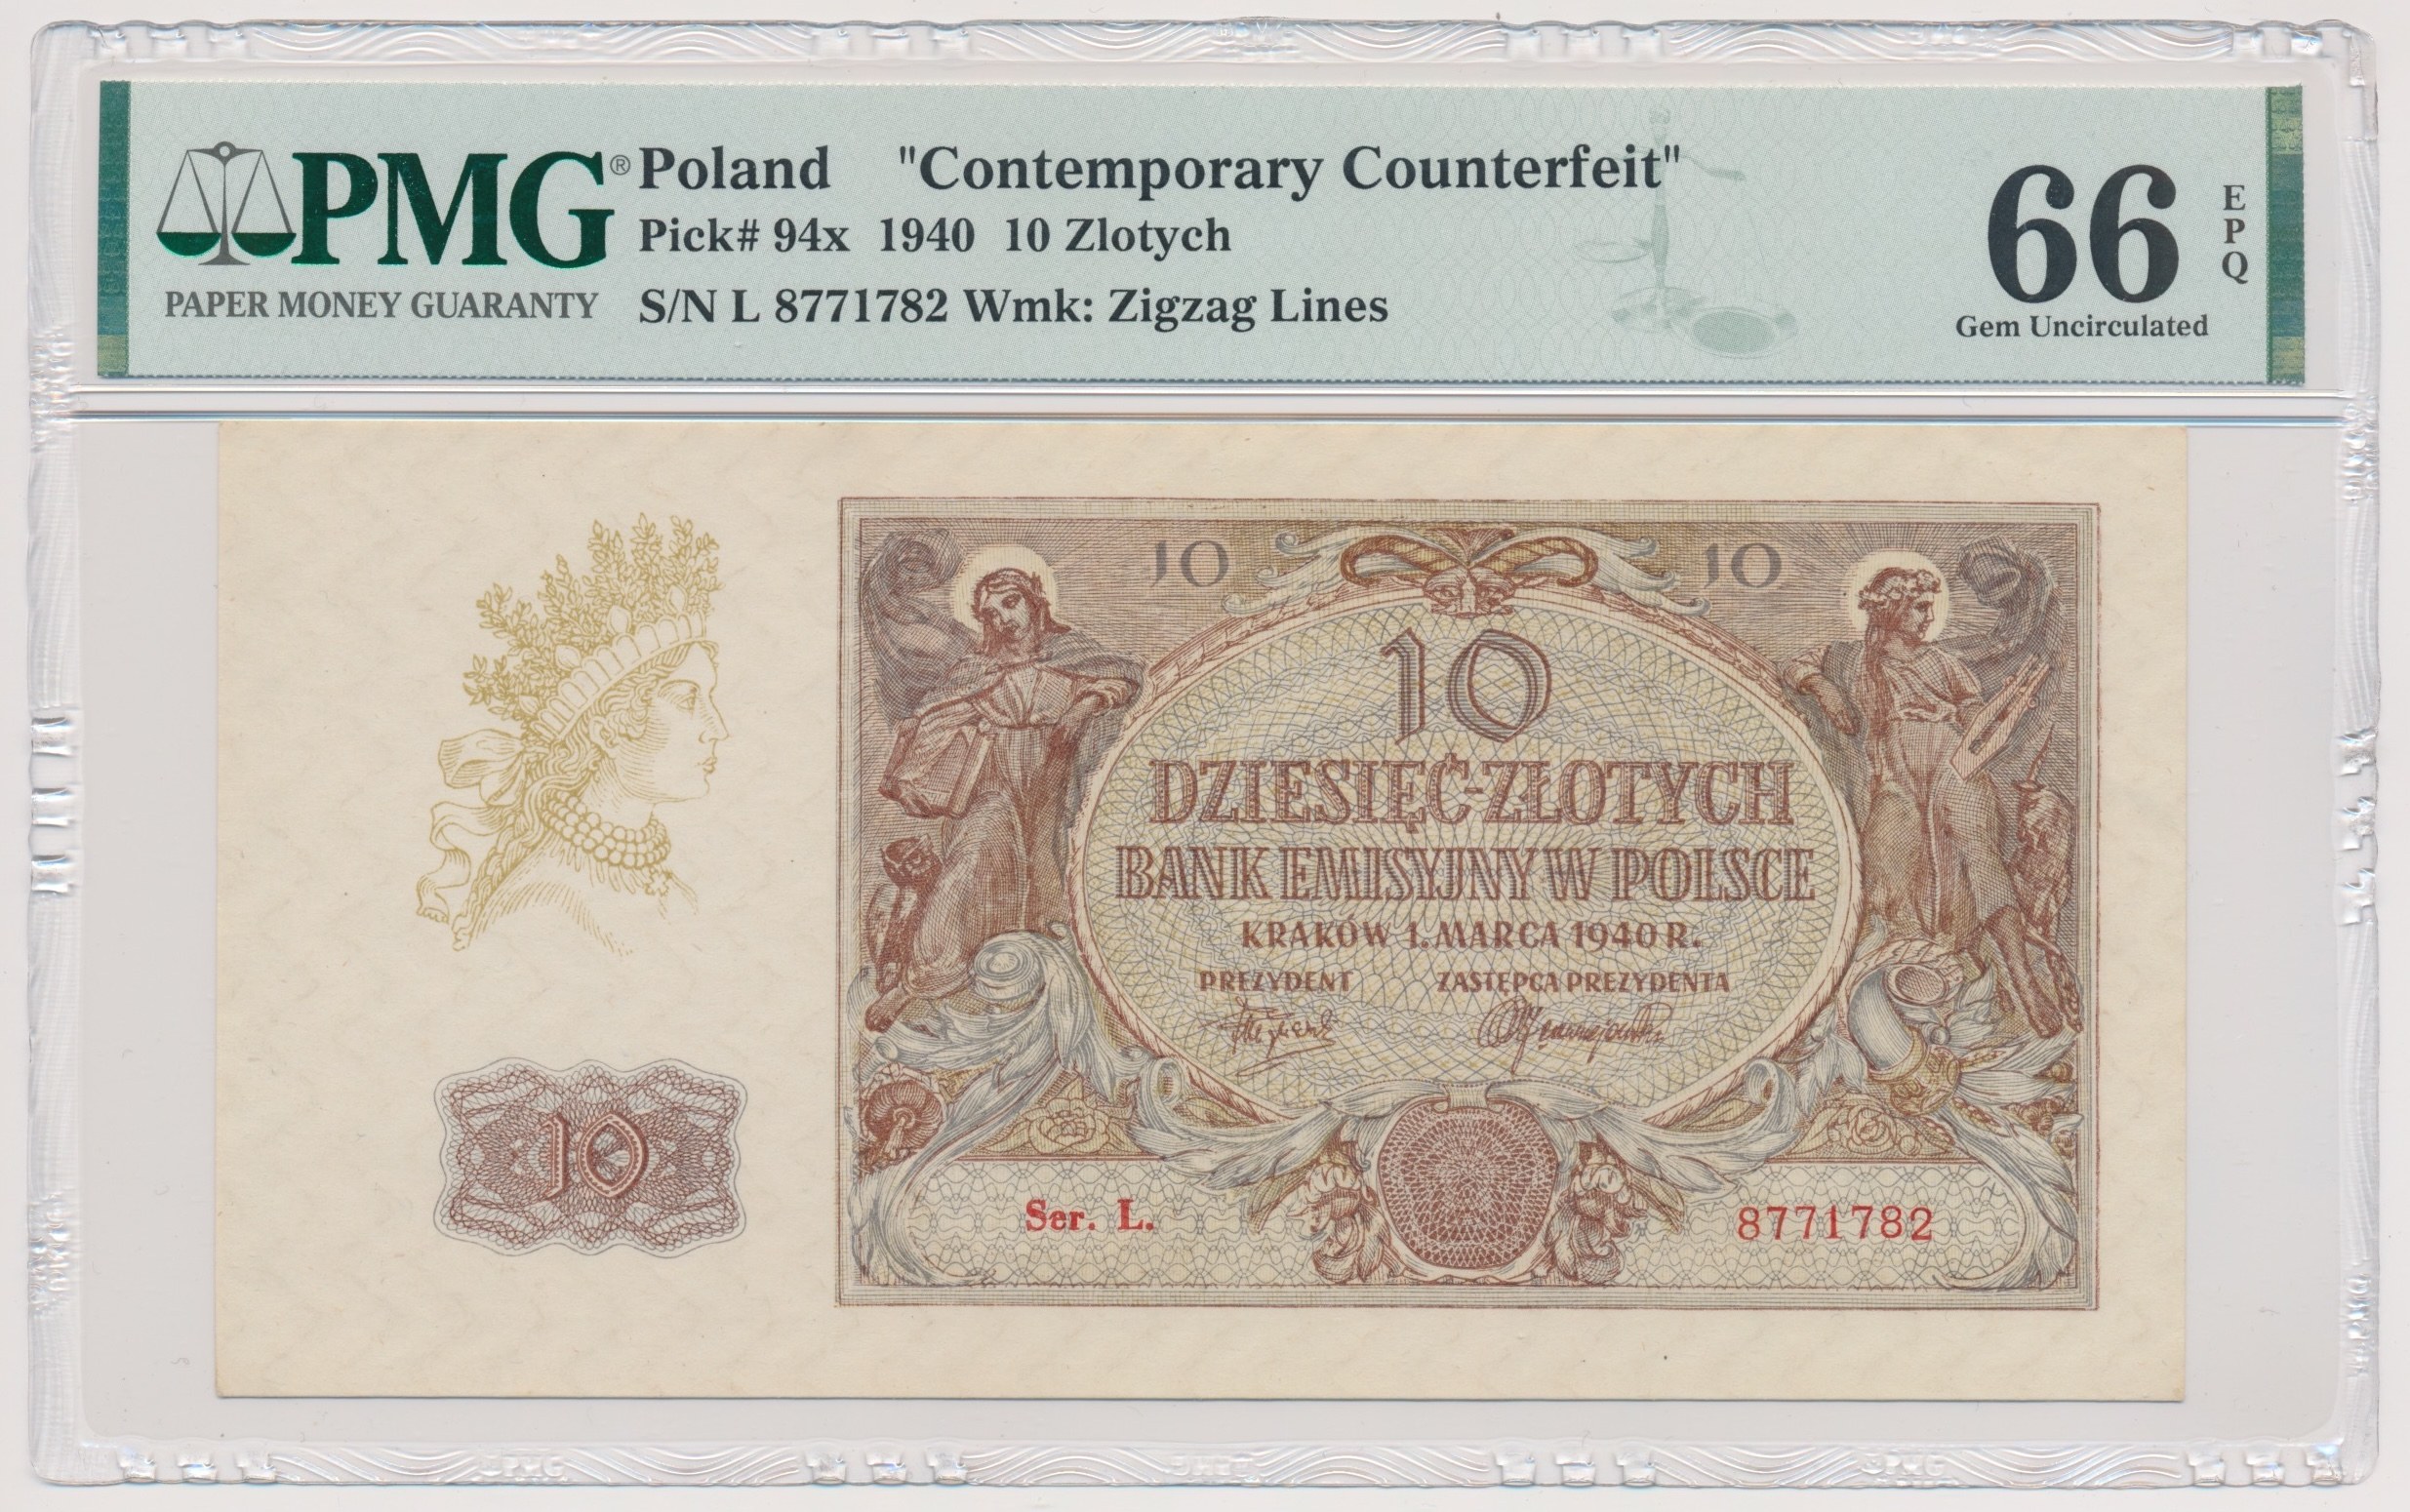 PMG® Poland "Contemporary Counterfeit"
Pick# 94x 1940 10 Zlotych
PAPER MONEY GUARANTY S/N L 8771782 Wmk: Zigzag Lines
66 EPQ
Gem Uncirculated
10 10
10
DZIESIĘĆ-ZŁOTYCH
BANK EMISYJNY W POLSCE
KRAKÓW 1. MARCA 1940 R.
PREZYDENT ZASTĘPCA PREZYDENTA
10
Ser. L. 8771782